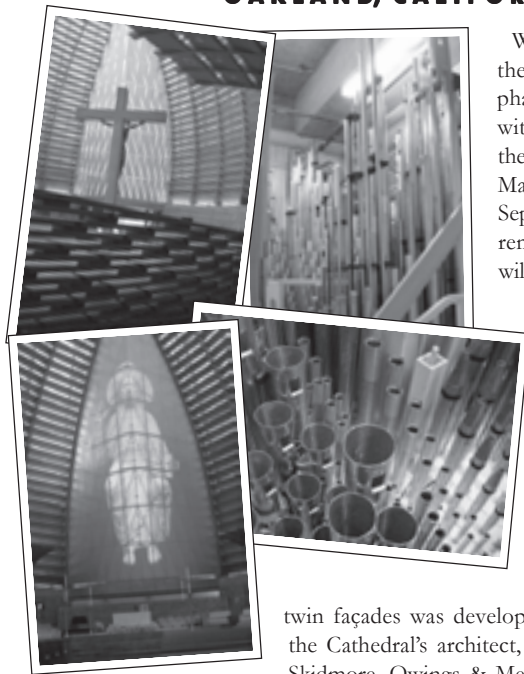 OAKLAND, CALIFOR
W
the
pha
wit
the
Ma
Sep
ren
wil
twin façades was develop
the Cathedral's architect,
Skidmore, Owings & Me